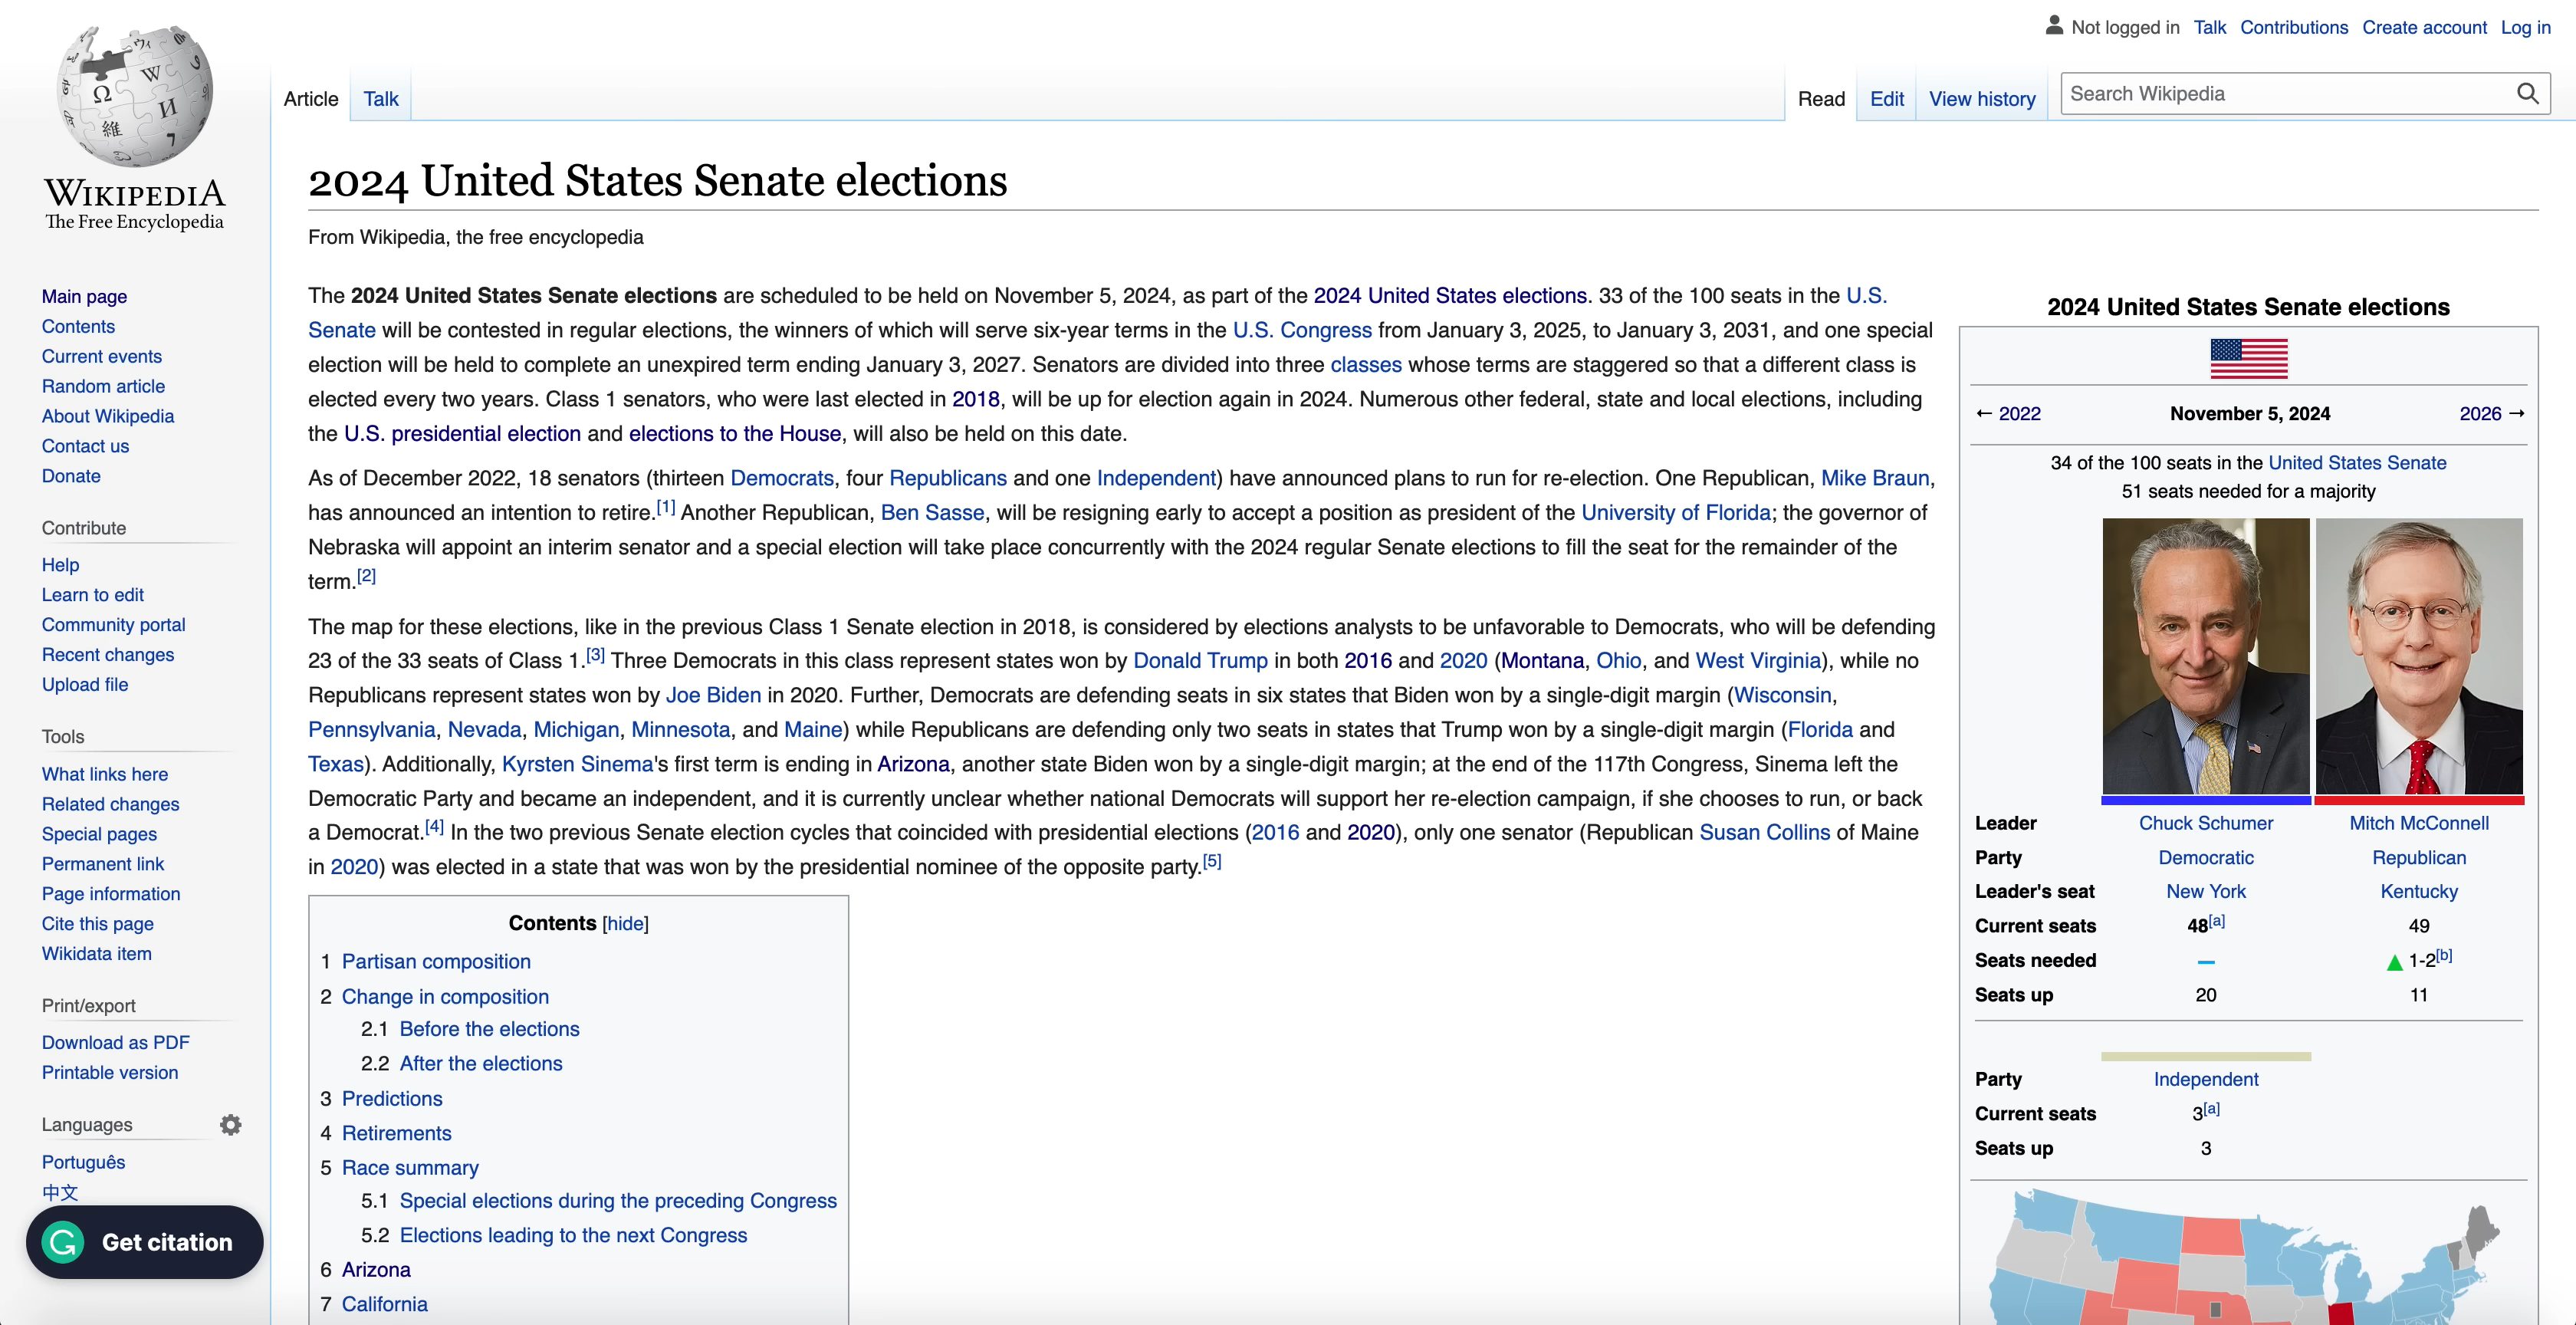 Not logged in Talk Contributions Create account Log in
Article Talk
Read Edit View history
Search Wikipedia
WIKIPEDIA
The Free Encyclopedia
Main page
Contents
Current events
Random article
About Wikipedia
Contact us
Donate
Contribute
Help
Learn to edit
Community portal
Recent changes
Upload file
Tools
What links here
Related changes
Special pages
Permanent link
Page information
Cite this page
Wikidata item
Print/export
Download as PDF
Printable version
Languages
Português
中文
Get citation
2024 United States Senate elections
From Wikipedia, the free encyclopedia
The 2024 United States Senate elections are scheduled to be held on November 5, 2024, as part of the 2024 United States elections. 33 of the 100 seats in the U.S.
Senate will be contested in regular elections, the winners of which will serve six-year terms in the U.S. Congress from January 3, 2025, to January 3, 2031, and one special
election will be held to complete an unexpired term ending January 3, 2027. Senators are divided into three classes whose terms are staggered so that a different class is
elected every two years. Class 1 senators, who were last elected in 2018, will be up for election again in 2024. Numerous other federal, state and local elections, including
the U.S. presidential election and elections to the House, will also be held on this date.
As of December 2022, 18 senators (thirteen Democrats, four Republicans and one Independent) have announced plans to run for re-election. One Republican, Mike Braun,
has announced an intention to retire.[1] Another Republican, Ben Sasse, will be resigning early to accept a position as president of the University of Florida; the governor of
Nebraska will appoint an interim senator and a special election will take place concurrently with the 2024 regular Senate elections to fill the seat for the remainder of the
term.[2]
The map for these elections, like in the previous Class 1 Senate election in 2018, is considered by elections analysts to be unfavorable to Democrats, who will be defending
23 of the 33 seats of Class 1.[3] Three Democrats in this class represent states won by Donald Trump in both 2016 and 2020 (Montana, Ohio, and West Virginia), while no
Republicans represent states won by Joe Biden in 2020. Further, Democrats are defending seats in six states that Biden won by a single-digit margin (Wisconsin,
Pennsylvania, Nevada, Michigan, Minnesota, and Maine) while Republicans are defending only two seats in states that Trump won by a single-digit margin (Florida and
Texas). Additionally, Kyrsten Sinema's first term is ending in Arizona, another state Biden won by a single-digit margin; at the end of the 117th Congress, Sinema left the
Democratic Party and became an independent, and it is currently unclear whether national Democrats will support her re-election campaign, if she chooses to run, or back
a Democrat.[4] In the two previous Senate election cycles that coincided with presidential elections (2016 and 2020), only one senator (Republican Susan Collins of Maine
in 2020) was elected in a state that was won by the presidential nominee of the opposite party.[5]
Contents [hide]
1 Partisan composition
2 Change in composition
2.1 Before the elections
2.2 After the elections
3 Predictions
4 Retirements
5 Race summary
5.1 Special elections during the preceding Congress
5.2 Elections leading to the next Congress
6 Arizona
7 California
2024 United States Senate elections
← 2022 November 5, 2024 2026 →
34 of the 100 seats in the United States Senate
51 seats needed for a majority
Leader Chuck Schumer Mitch McConnell
Party Democratic Republican
Leader's seat New York Kentucky
Current seats 48[a] 49
Seats needed — ▲ 1-2[b]
Seats up 20 11
Party Independent
Current seats 3[a]
Seats up 3